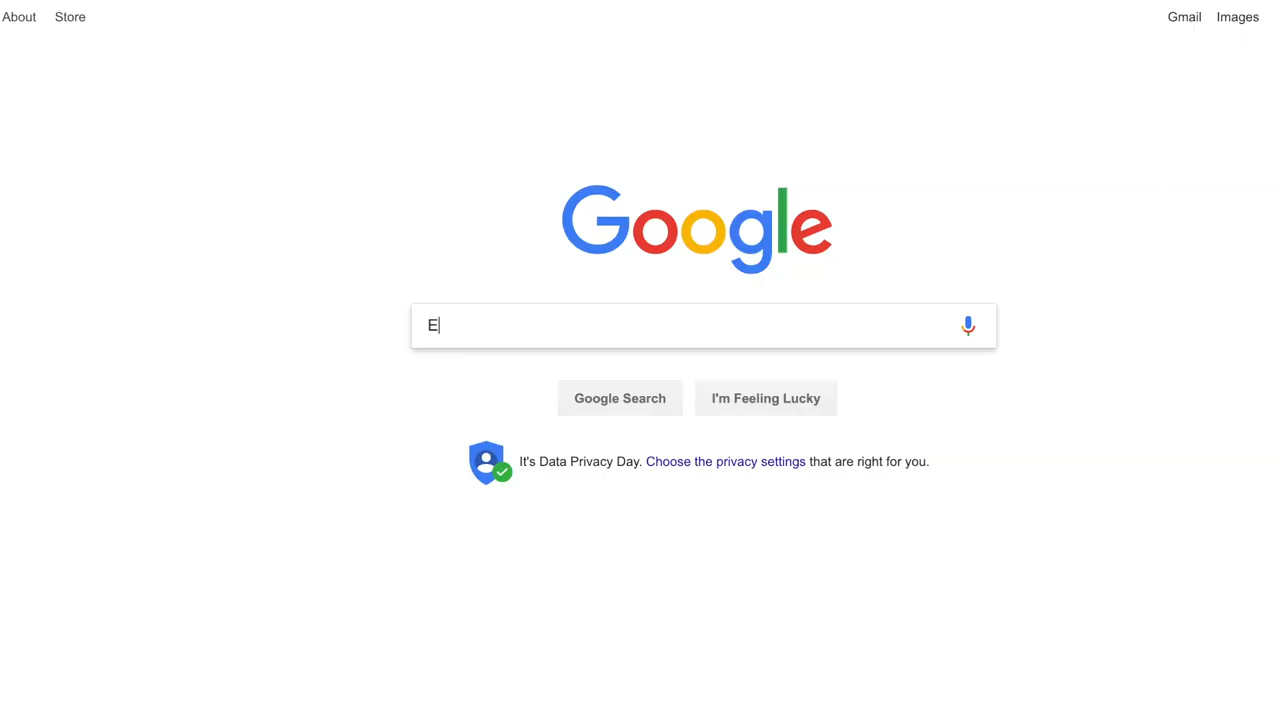 About Store Gmail Images
Google
E
Google Search I'm Feeling Lucky
It's Data Privacy Day. Choose the privacy settings that are right for you.